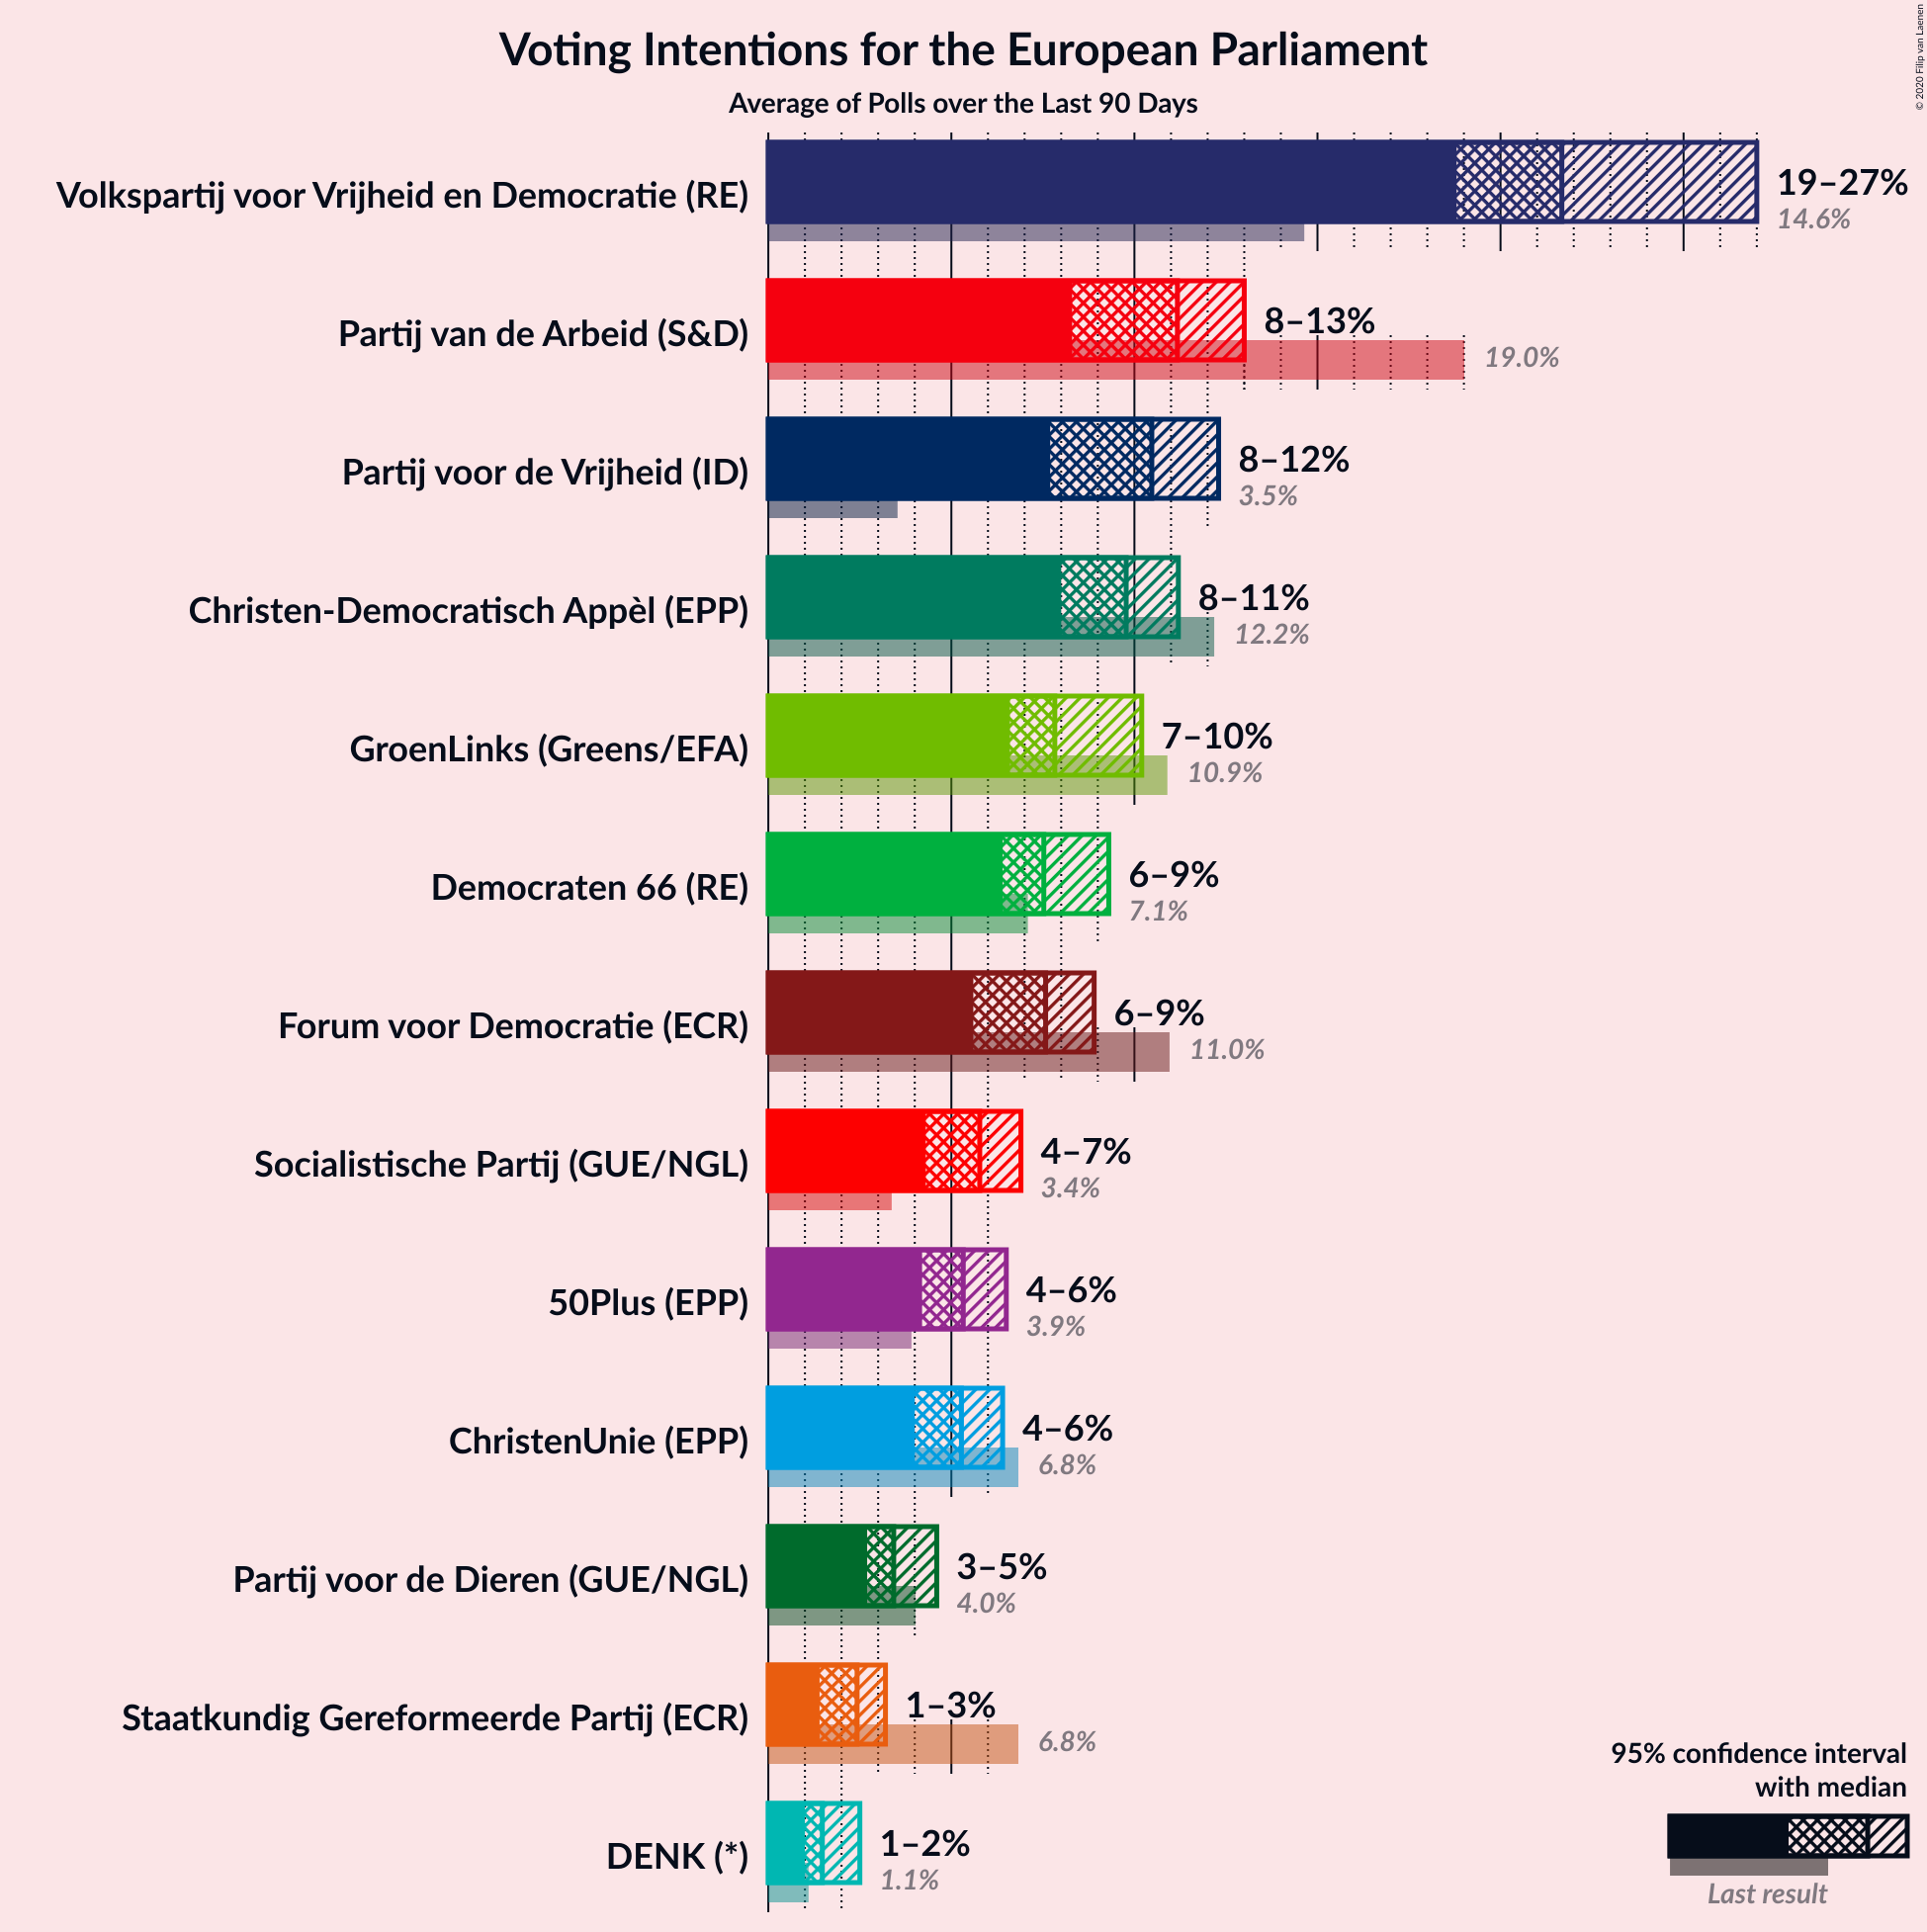 Voting Intentions for the European Parliament
Average of Polls over the Last 90 Days
© 2020 Filip van Laenen
Volkspartij voor Vrijheid en Democratie (RE)
19–27%
14.6%
Partij van de Arbeid (S&D)
8–13%
19.0%
Partij voor de Vrijheid (ID)
8–12%
3.5%
Christen-Democratisch Appèl (EPP)
8–11%
12.2%
GroenLinks (Greens/EFA)
7–10%
10.9%
Democraten 66 (RE)
6–9%
7.1%
Forum voor Democratie (ECR)
6–9%
11.0%
Socialistische Partij (GUE/NGL)
4–7%
3.4%
50Plus (EPP)
4–6%
3.9%
ChristenUnie (EPP)
4–6%
6.8%
Partij voor de Dieren (GUE/NGL)
3–5%
4.0%
Staatkundig Gereformeerde Partij (ECR)
1–3%
6.8%
DENK (*)
1–2%
1.1%
95% confidence interval
with median
Last result